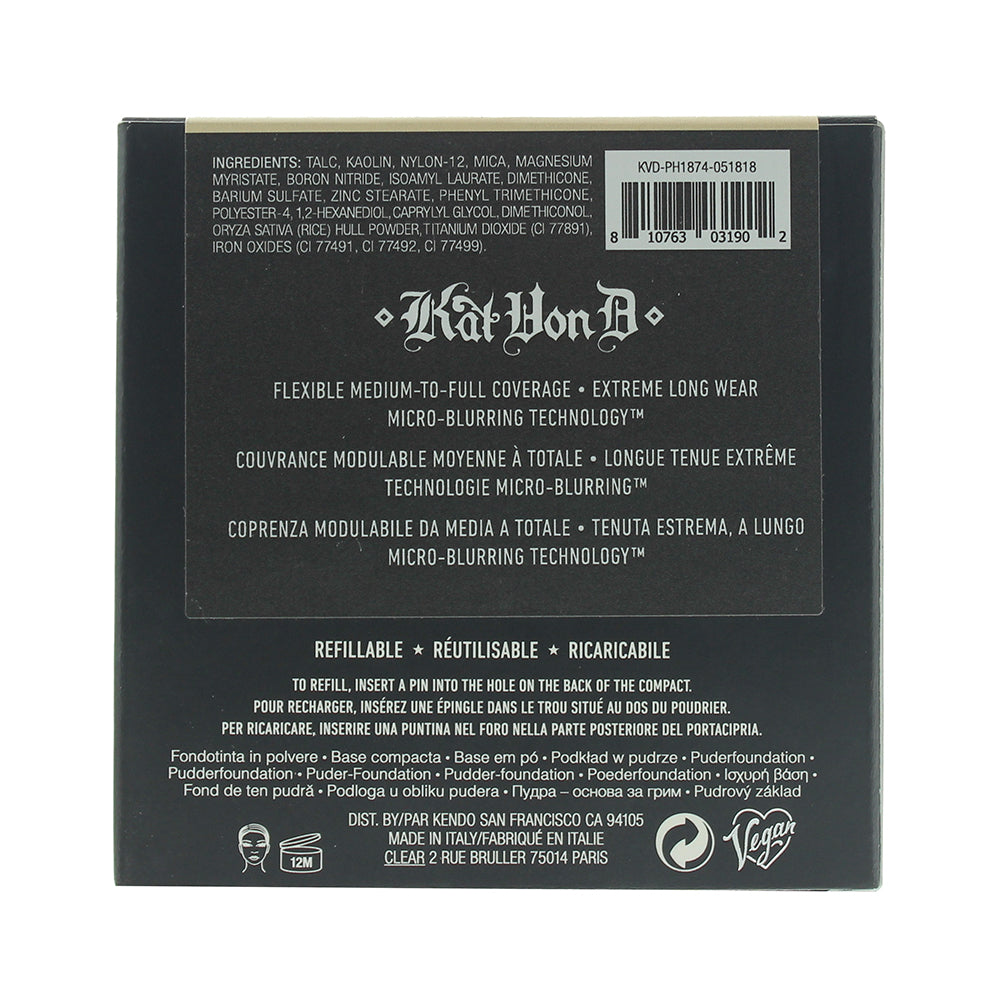 INGREDIENTS: TALC, KAOLIN, NYLON-12, MICA, MAGNESIUM
MYRISTATE, BORON NITRIDE, ISOAMYL LAURATE, DIMETHICONE,
BARIUM SULFATE, ZINC STEARATE, PHENYL TRIMETHICONE,
POLYESTER-4, 1,2-HEXANEDIOL, CAPRYLYL GLYCOL, DIMETHICONOL,
ORYZA SATIVA (RICE) HULL POWDER, TITANIUM DIOXIDE (CI 77891),
IRON OXIDES (CI 77491, CI 77492, CI 77499).
KVD-PH1874-051818
8 10763 03190 2
Kat Von D
FLEXIBLE MEDIUM-TO-FULL COVERAGE • EXTREME LONG WEAR
MICRO-BLURRING TECHNOLOGY™
COUVRANCE MODULABLE MOYENNE À TOTALE • LONGUE TENUE EXTRÊME
TECHNOLOGIE MICRO-BLURRING™
COPRENZA MODULABILE DA MEDIA A TOTALE • TENUTA ESTREMA, A LUNGO
MICRO-BLURRING TECHNOLOGY™
REFILLABLE ★ RÉUTILISABLE ★ RICARICABILE
TO REFILL, INSERT A PIN INTO THE HOLE ON THE BACK OF THE COMPACT.
POUR RECHARGER, INSÉREZ UNE ÉPINGLE DANS LE TROU SITUÉ AU DOS DU POUDRIER.
PER RICARICARE, INSERIRE UNA PUNTINA NEL FORO NELLA PARTE POSTERIORE DEL PORTACIPRIA.
Fondotinta in polvere • Base compacta • Base em pó • Podkład w pudrze • Puderfoundation •
Pudderfoundation • Puder-Foundation • Pudder-foundation • Poederfoundation • Ισχυρή βάση •
Fond de ten pudră • Podloga u obliku pudera • Пудра – основа за грим • Pudrový základ
DIST. BY/PAR KENDO SAN FRANCISCO CA 94105
MADE IN ITALY/FABRIQUÉ EN ITALIE
CLEAR 2 RUE BRULLER 75014 PARIS
12M
Vegan